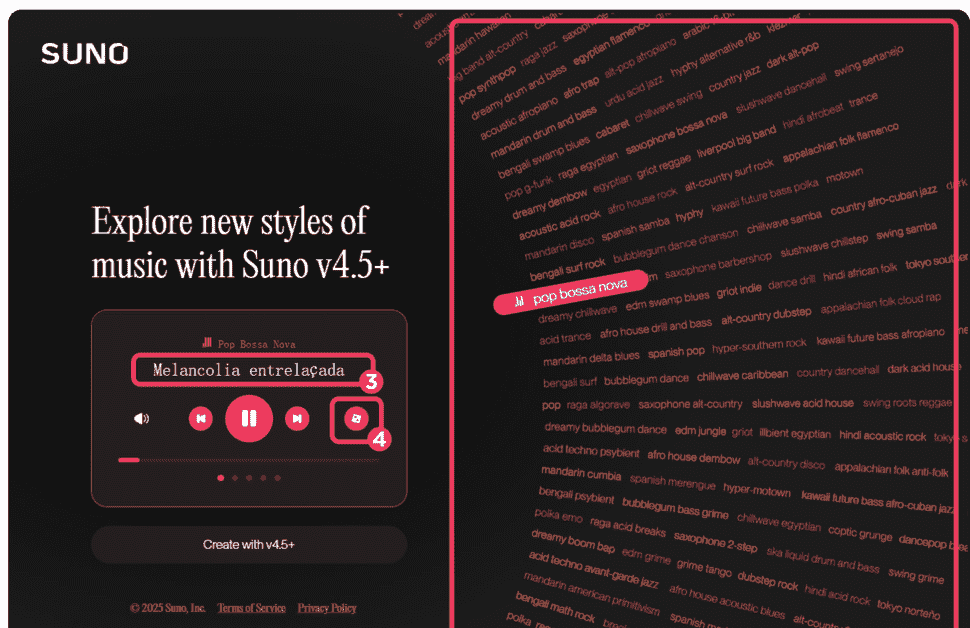 SUNO
Explore new styles of
music with Suno v4.5+
Pop Bossa Nova
Melancolia entrelaçada
3
4
Create with v4.5+
© 2025 Suno, Inc. Terms of Service Privacy Policy
mandarin hawaiian
big band alt-country
pop synthpop raga jazz saxophone
dreamy drum and bass egyptian flamenco
acoustic afropiano afro trap alt-pop afropiano arabic
mandarin drum and bass urdu acid jazz hyphy alternative r&b klezmer
bengali swamp blues cabaret chillwave swing country jazz dark alt-pop
pop g-funk raga egyptian saxophone bossa nova slushwave dancehall swing sertanejo
dreamy dembow egyptian griot reggae liverpool big band hindi afrobeat trance
acoustic acid rock afro house rock alt-country surf rock appalachian folk flamenco
mandarin disco spanish samba hyphy kawaii future bass polka motown
bengali surf rock bubblegum dance chanson chillwave samba country afro-cuban jazz dark
pop bossa nova m saxophone barbershop slushwave chillstep swing samba
dreamy chillwave edm swamp blues griot indie dance drill hindi african folk tokyo
acid trance afro house drill and bass alt-country dubstep appalachian folk cloud rap
mandarin delta blues spanish pop hyper-southern rock kawaii future bass afropiano
bengali surf bubblegum dance chillwave caribbean country dancehall dark acid house
pop raga algorave saxophone alt-country slushwave acid house swing roots reggae
dreamy bubblegum dance edm jungle griot illbient egyptian hindi acoustic rock tokyo
acid techno psybient afro house dembow alt-country disco appalachian folk anti-folk
mandarin cumbia spanish merengue hyper-motown kawaii future bass afro-cuban jazz
bengali psybient bubblegum bass grime chillwave egyptian coptic grunge dancepop
polka emo raga acid breaks saxophone 2-step ska liquid drum and bass swing grime
dreamy boom bap edm grime grime tango dubstep rock hindi acid rock tokyo norteño
acid techno avant-garde jazz afro house acoustic blues
mandarin american primitivism spanish
bengali math rock
polka